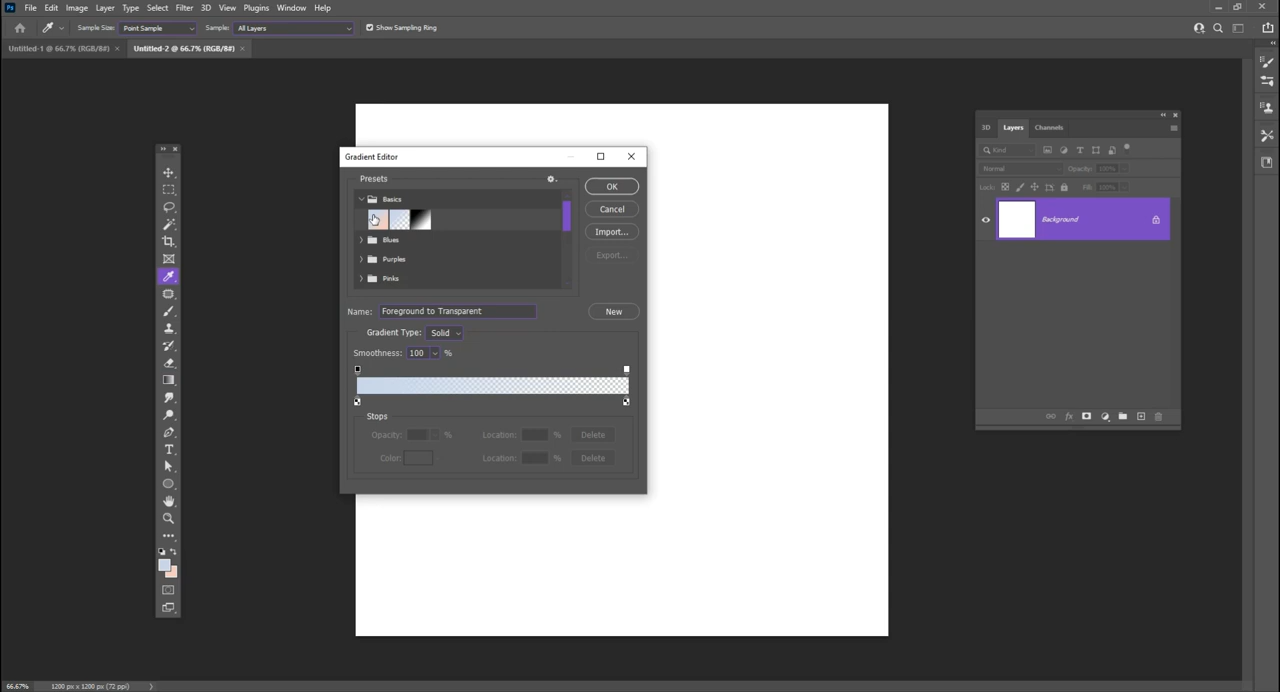 Ps File Edit Image Layer Type Select Filter 3D View Plugins Window Help
Sample Size: Point Sample Sample: All Layers Show Sampling Ring
Untitled-1 @ 66.7% (RGB/8#) × Untitled-2 @ 66.7% (RGB/8#) ×
Gradient Editor
Presets
Basics
Blues
Purples
Pinks
OK
Cancel
Import...
Export...
Name: Foreground to Transparent New
Gradient Type: Solid
Smoothness: 100 %
Stops
Opacity: % Location: % Delete
Color: Location: % Delete
3D Layers Channels
Kind
Normal Opacity: 100%
Lock: Fill: 100%
Background
66.67% 1200 px x 1200 px (72 ppi)